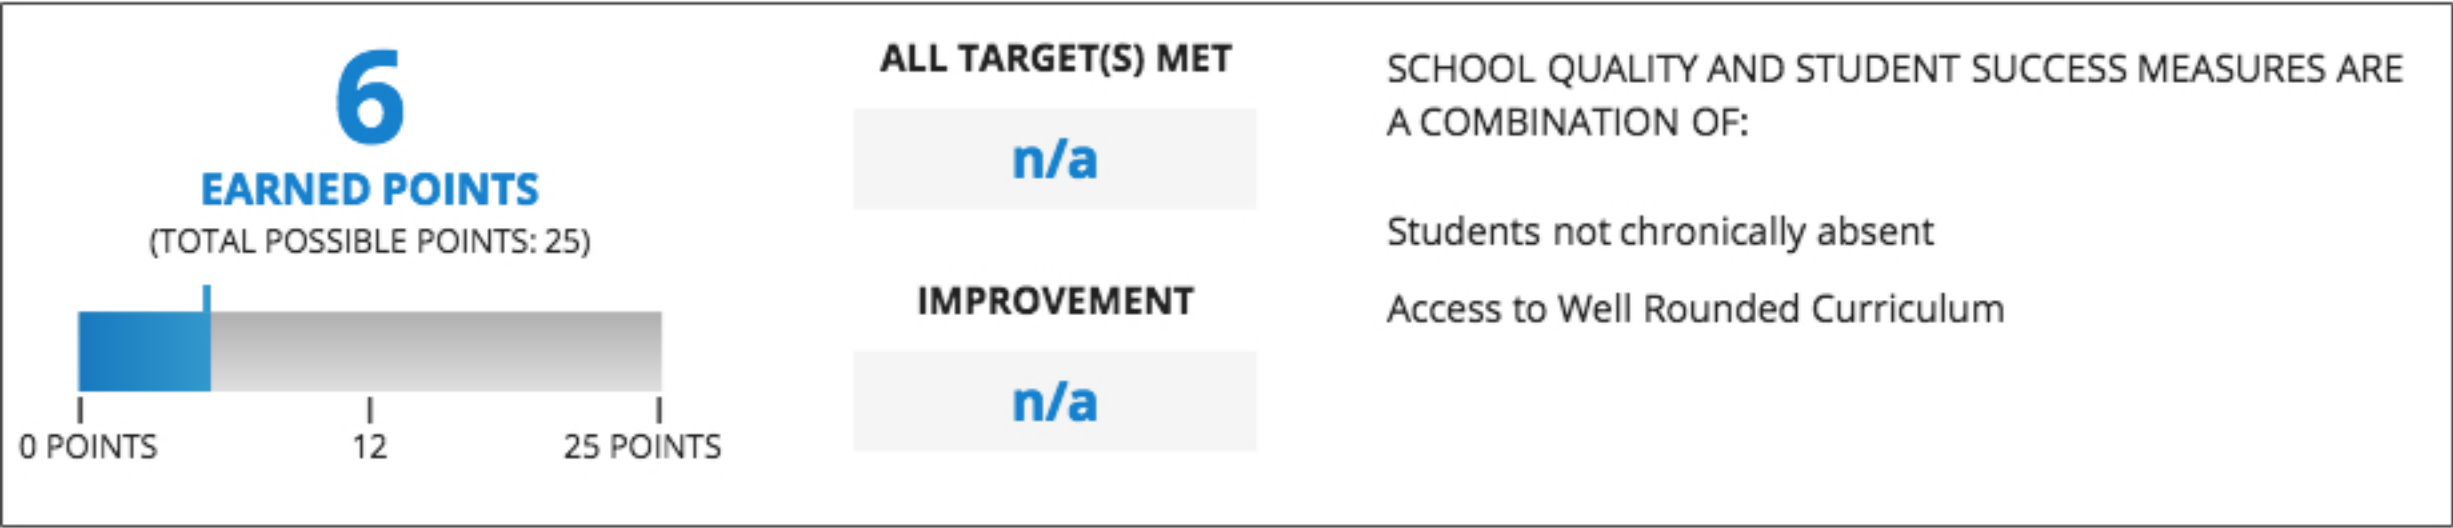 6
EARNED POINTS
(TOTAL POSSIBLE POINTS: 25)
0 POINTS
12
25 POINTS
ALL TARGET(S) MET
n/a
IMPROVEMENT
n/a
SCHOOL QUALITY AND STUDENT SUCCESS MEASURES ARE
A COMBINATION OF:
Students not chronically absent
Access to Well Rounded Curriculum